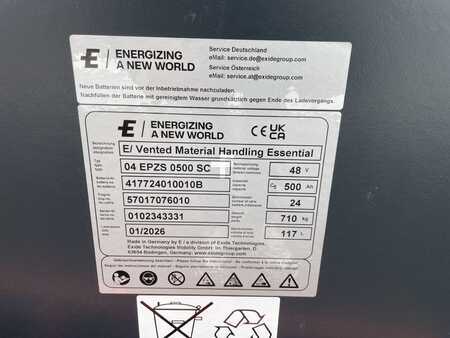 ENERGIZING
A NEW WORLD
Service Deutschland
eMail: service.de@exidegroup.com
Service Österreich
eMail: service.at@exidegroup.com
Neue Batterien sind vor der Inbetriebnahme nachzuladen.
Nachfüllen der Batterie mit gereinigtem Wasser grundsätzlich gegen Ende des Ladevorganges.
ENERGIZING
A NEW WORLD
CE UK CA
E/ Vented Material Handling Essential
04 EPZS 0500 SC
48 V
417724010010B
C5 500 Ah
57017076010
24
0102343331
710 kg
01/2026
117 L
Made in Germany by E / a division of Exide Technologies.
Exide Technologies Mobility GmbH, Im Thiergarten,
63654 Büdingen, Germany, www.exidegroup.com